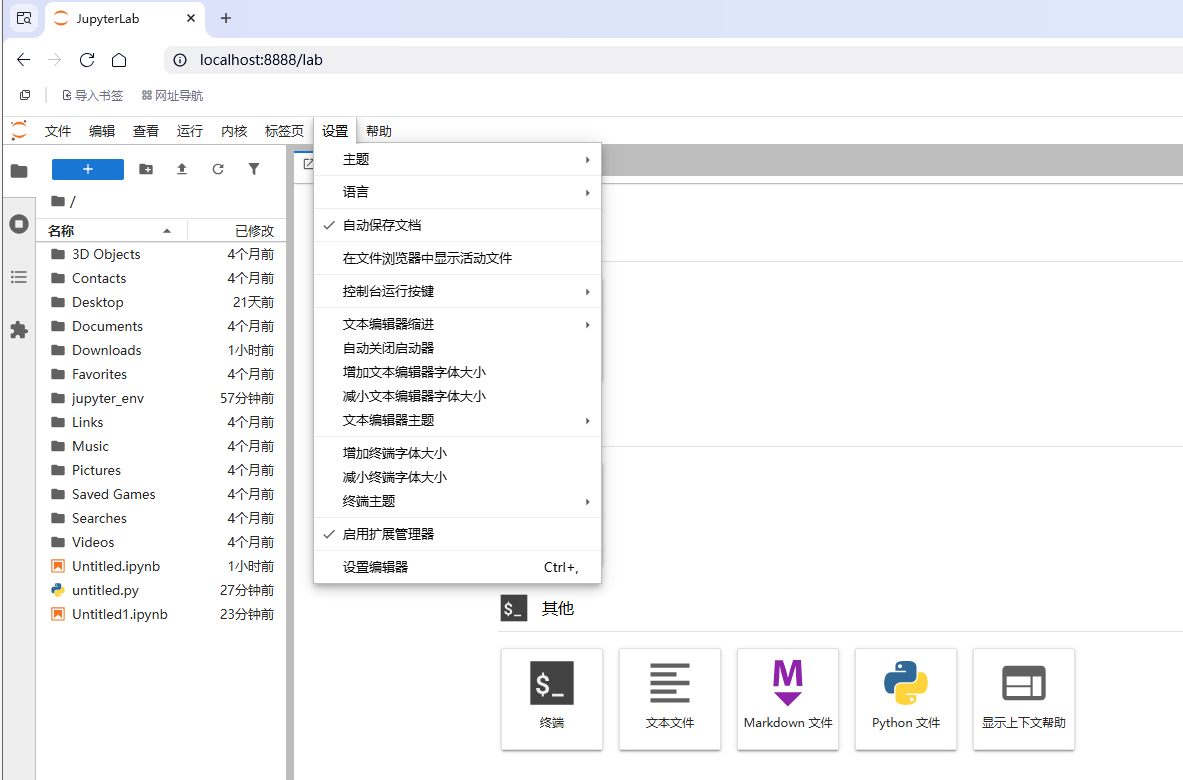 JupyterLab
localhost:8888/lab
导入书签 网址导航
文件 编辑 查看 运行 内核 标签页 设置 帮助
/
名称 已修改
3D Objects 4个月前
Contacts 4个月前
Desktop 21天前
Documents 4个月前
Downloads 1小时前
Favorites 4个月前
jupyter_env 57分钟前
Links 4个月前
Music 4个月前
Pictures 4个月前
Saved Games 4个月前
Searches 4个月前
Videos 4个月前
Untitled.ipynb 1小时前
untitled.py 27分钟前
Untitled1.ipynb 23分钟前
主题
语言
自动保存文档
在文件浏览器中显示活动文件
控制台运行按键
文本编辑器缩进
自动关闭启动器
增加文本编辑器字体大小
减小文本编辑器字体大小
文本编辑器主题
增加终端字体大小
减小终端字体大小
终端主题
启用扩展管理器
设置编辑器 Ctrl+,
$_ 其他
$_ M
终端 文本文件 Markdown 文件 Python 文件 显示上下文帮助